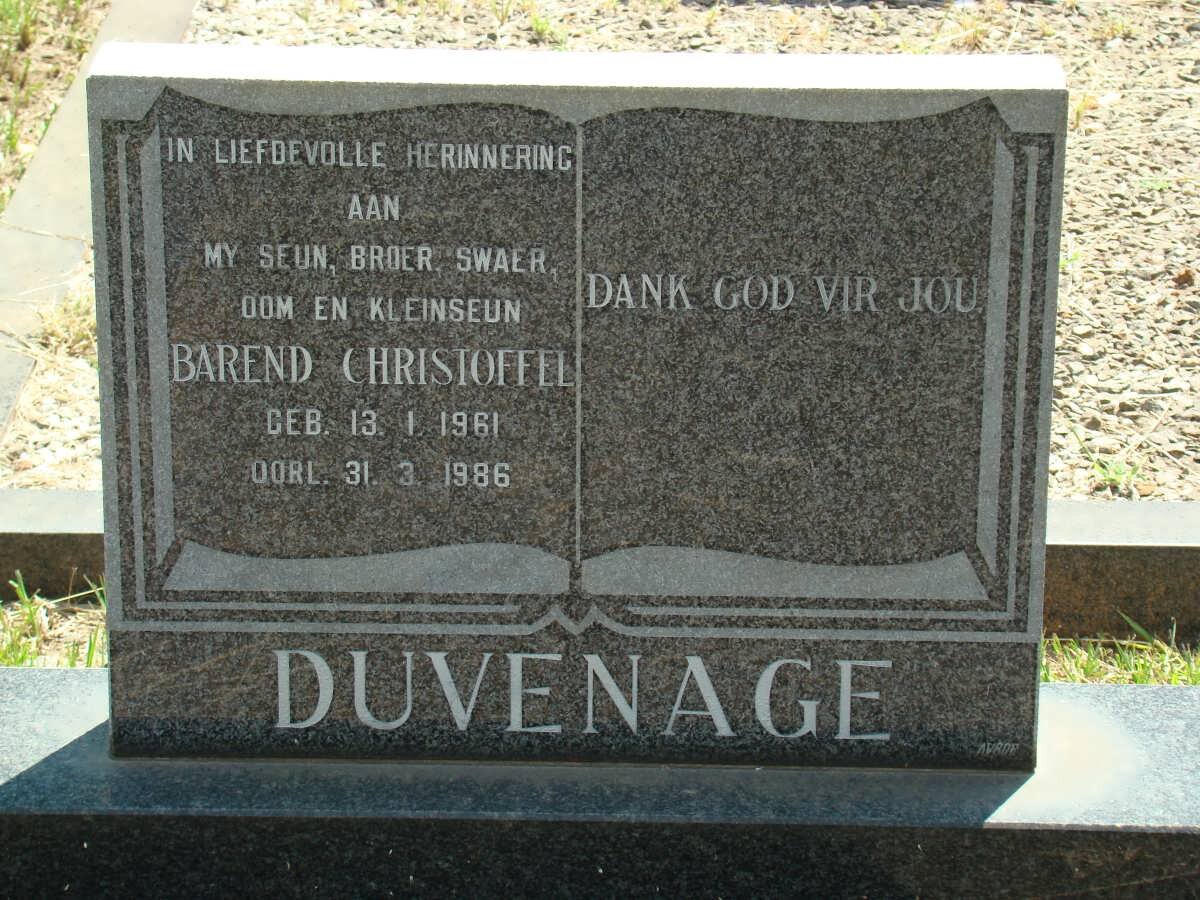 IN LIEFDEVOLLE HERINNERING
AAN
MY SEUN, BROER, SWAER,
OOM EN KLEINSEUN
BAREND CHRISTOFFEL
GEB. 13. 1 1961
OORL. 31. 3. 1986
DANK GOD VIR JOU
DUVENAGE